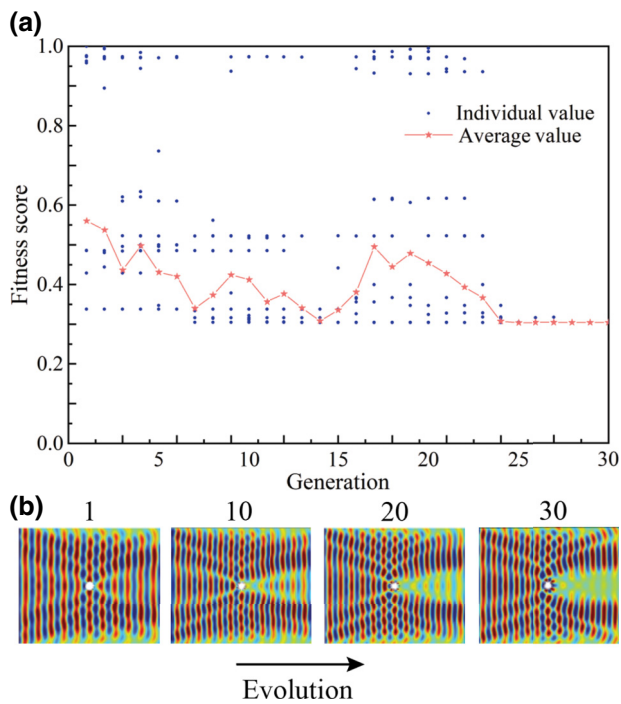 (a)
1.0
0.8
0.6
0.4
0.2
0.0
Fitness score
Individual value
Average value
0 5 10 15 20 25 30
Generation
(b)
1 10 20 30
Evolution